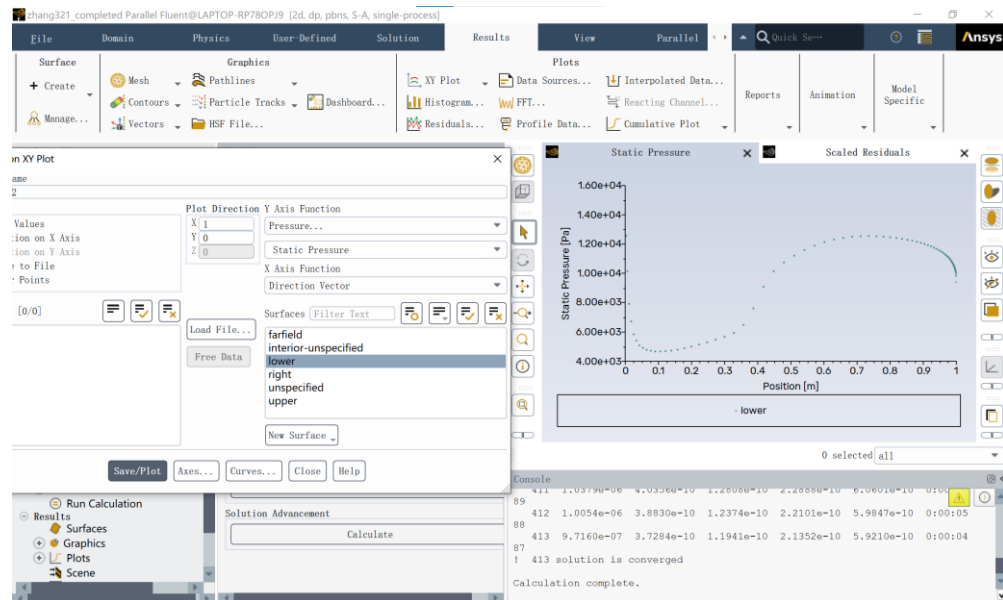 zhang321_completed Parallel Fluent@LAPTOP-RP78OPJ9 [2d, dp, pbns, S-A, single-process]
File Domain Physics User-Defined Solution Results View Parallel Quick Se… Ansys
Surface Graphics Plots
+ Create Mesh Pathlines XY Plot Data Sources... Interpolated Data...
Contours Particle Tracks Dashboard... Histogram... FFT... Reacting Channel... Reports Animation Model Specific
Manage... Vectors HSF File... Residuals... Profile Data... Cumulative Plot
on XY Plot
ame
2
Values
ion on X Axis
ion on Y Axis
e to File
r Points
[0/0]
Plot Direction
X 1
Y 0
Z 0
Load File...
Free Data
Y Axis Function
Pressure...
Static Pressure
X Axis Function
Direction Vector
Surfaces Filter Text
farfield
interior-unspecified
lower
right
unspecified
upper
New Surface
Save/Plot Axes... Curves... Close Help
Static Pressure Scaled Residuals
Static Pressure [Pa]
1.60e+04
1.40e+04
1.20e+04
1.00e+04
8.00e+03
6.00e+03
4.00e+03
0 0.1 0.2 0.3 0.4 0.5 0.6 0.7 0.8 0.9 1
Position [m]
lower
0 selected all
Run Calculation
Results
Surfaces
Graphics
Plots
Scene
Solution Advancement
Calculate
Console
89
412 1.0054e-06 3.8830e-10 1.2374e-10 2.2101e-10 5.9847e-10 0:00:05
88
413 9.7160e-07 3.7284e-10 1.1941e-10 2.1352e-10 5.9210e-10 0:00:04
87
! 413 solution is converged
Calculation complete.